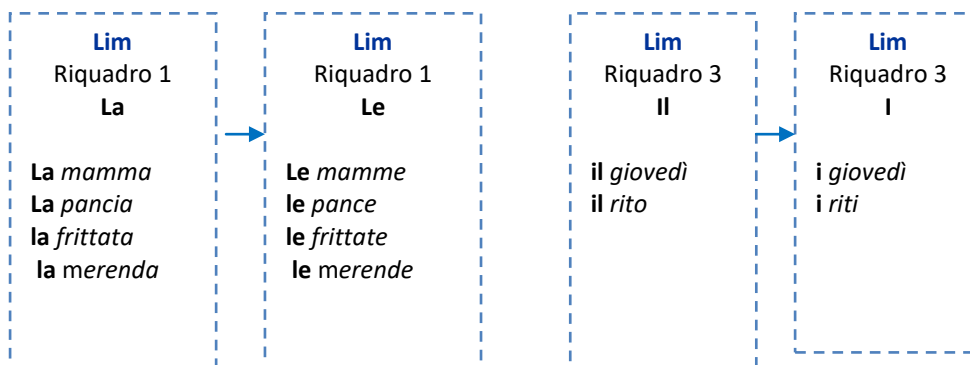 Lim
Riquadro 1
La
La mamma
La pancia
la frittata
la merenda
Lim
Riquadro 1
Le
Le mamme
le pance
le frittate
le merende
Lim
Riquadro 3
Il
il giovedì
il rito
Lim
Riquadro 3
I
i giovedì
i riti